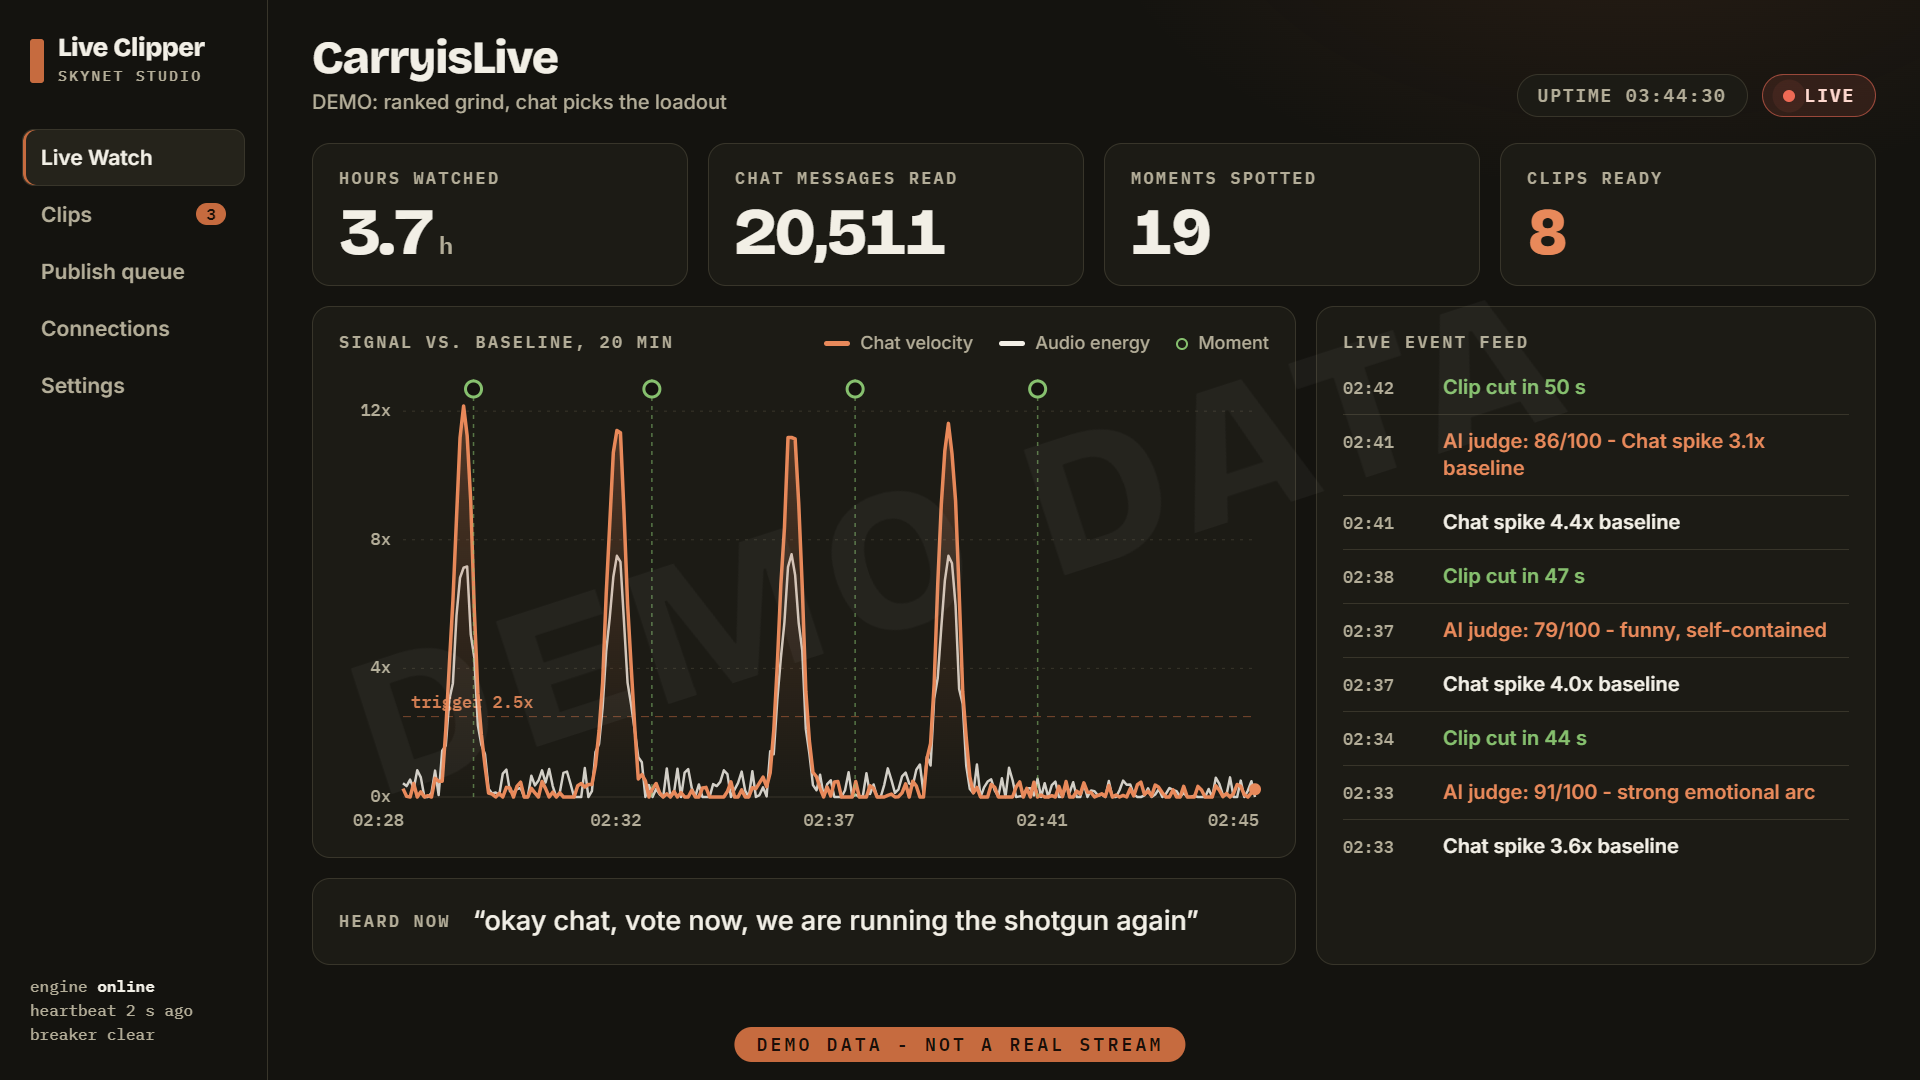 Live Clipper
SKYNET STUDIO
Live Watch
Clips 3
Publish queue
Connections
Settings
engine online
heartbeat 2 s ago
breaker clear
CarryisLive
DEMO: ranked grind, chat picks the loadout
UPTIME 03:44:30
LIVE
HOURS WATCHED
3.7 h
CHAT MESSAGES READ
20,511
MOMENTS SPOTTED
19
CLIPS READY
8
SIGNAL VS. BASELINE, 20 MIN
Chat velocity
Audio energy
Moment
12x
8x
4x
trigger 2.5x
0x
02:28 02:32 02:37 02:41 02:45
HEARD NOW “okay chat, vote now, we are running the shotgun again”
LIVE EVENT FEED
02:42 Clip cut in 50 s
02:41 AI judge: 86/100 - Chat spike 3.1x
baseline
02:41 Chat spike 4.4x baseline
02:38 Clip cut in 47 s
02:37 AI judge: 79/100 - funny, self-contained
02:37 Chat spike 4.0x baseline
02:34 Clip cut in 44 s
02:33 AI judge: 91/100 - strong emotional arc
02:33 Chat spike 3.6x baseline
DEMO DATA
DEMO DATA - NOT A REAL STREAM